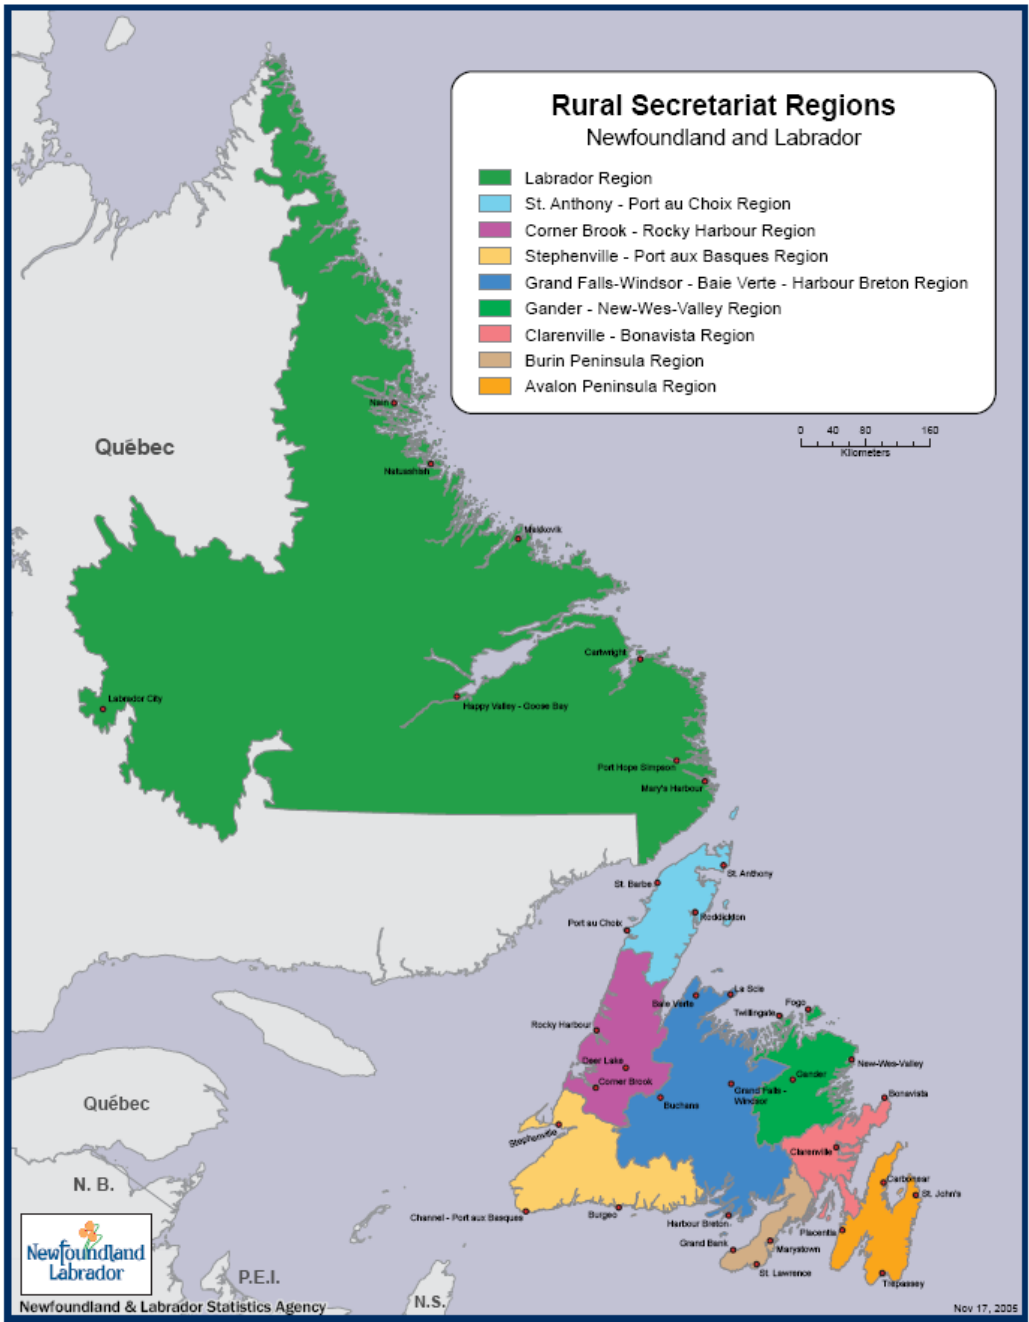 Rural Secretariat Regions
Newfoundland and Labrador
Labrador Region
St. Anthony - Port au Choix Region
Corner Brook - Rocky Harbour Region
Stephenville - Port aux Basques Region
Grand Falls-Windsor - Baie Verte - Harbour Breton Region
Gander - New-Wes-Valley Region
Clarenville - Bonavista Region
Burin Peninsula Region
Avalon Peninsula Region
0 40 80 160
Kilometers
Nain
Québec
Natuashish
Makkovik
Cartwright
Labrador City
Happy Valley - Goose Bay
Port Hope Simpson
Mary's Harbour
St. Anthony
St. Barbe
Roddickton
Port au Choix
La Scie
Baie Verte
Fogo
Twillingate
Rocky Harbour
Deer Lake
New-Wes-Valley
Gander
Corner Brook
Grand Falls -
Windsor
Bonavista
Buchans
Québec
Stephenville
Clarenville
Carbonear
N. B.
St. John's
Channel - Port aux Basques
Burgeo
Harbour Breton
Placentia
Grand Bank
Marystown
St. Lawrence
Trepassey
Newfoundland
Labrador
P.E.I.
N.S.
Newfoundland & Labrador Statistics Agency
Nov 17, 2005